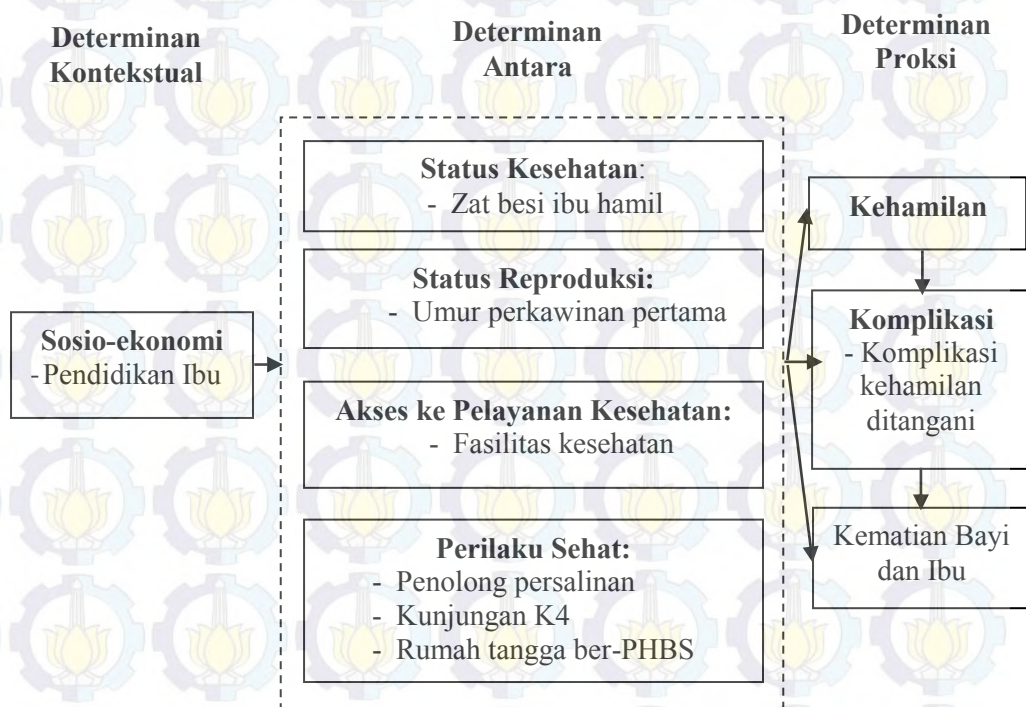 Determinan
Kontekstual
Determinan
Antara
Determinan
Proksi
Sosio-ekonomi
-Pendidikan Ibu
Status Kesehatan:
- Zat besi ibu hamil
Status Reproduksi:
- Umur perkawinan pertama
Akses ke Pelayanan Kesehatan:
- Fasilitas kesehatan
Perilaku Sehat:
- Penolong persalinan
- Kunjungan K4
- Rumah tangga ber-PHBS
Kehamilan
Komplikasi
- Komplikasi
kehamilan
ditangani
Kematian Bayi
dan Ibu